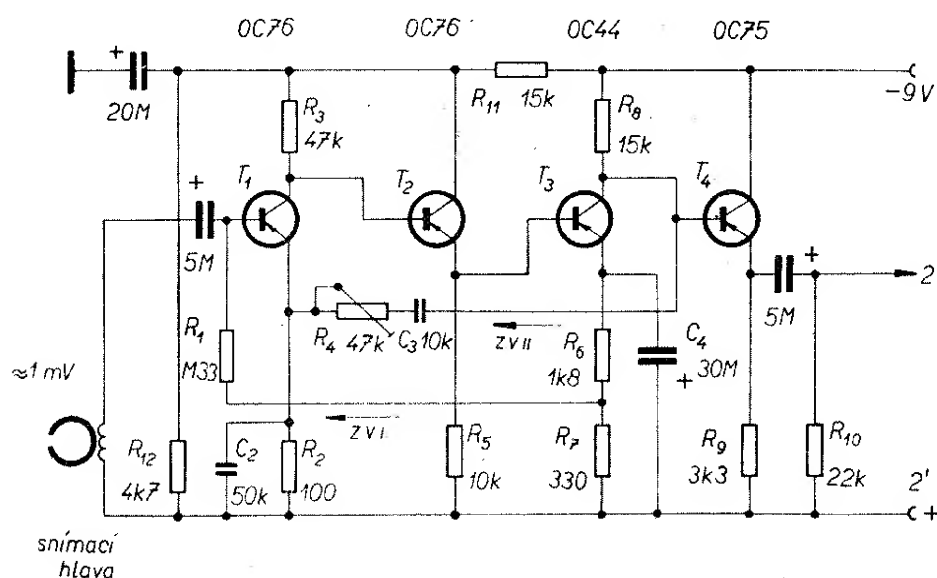 OC76 OC76 OC44 OC75
+
20M
R3
47k
R11
15k
R8
15k
-9V
T1
T2
T3
T4
+
5M
+
5M
2
R1
M33
R4
47k
C3
10k
ZV II
R6
1k8
C4
30M
+
≈1 mV
ZV I
R12
4k7
C2
50k
R2
100
R5
10k
R7
330
R9
3k3
R10
22k
2'
+
snímací
hlava